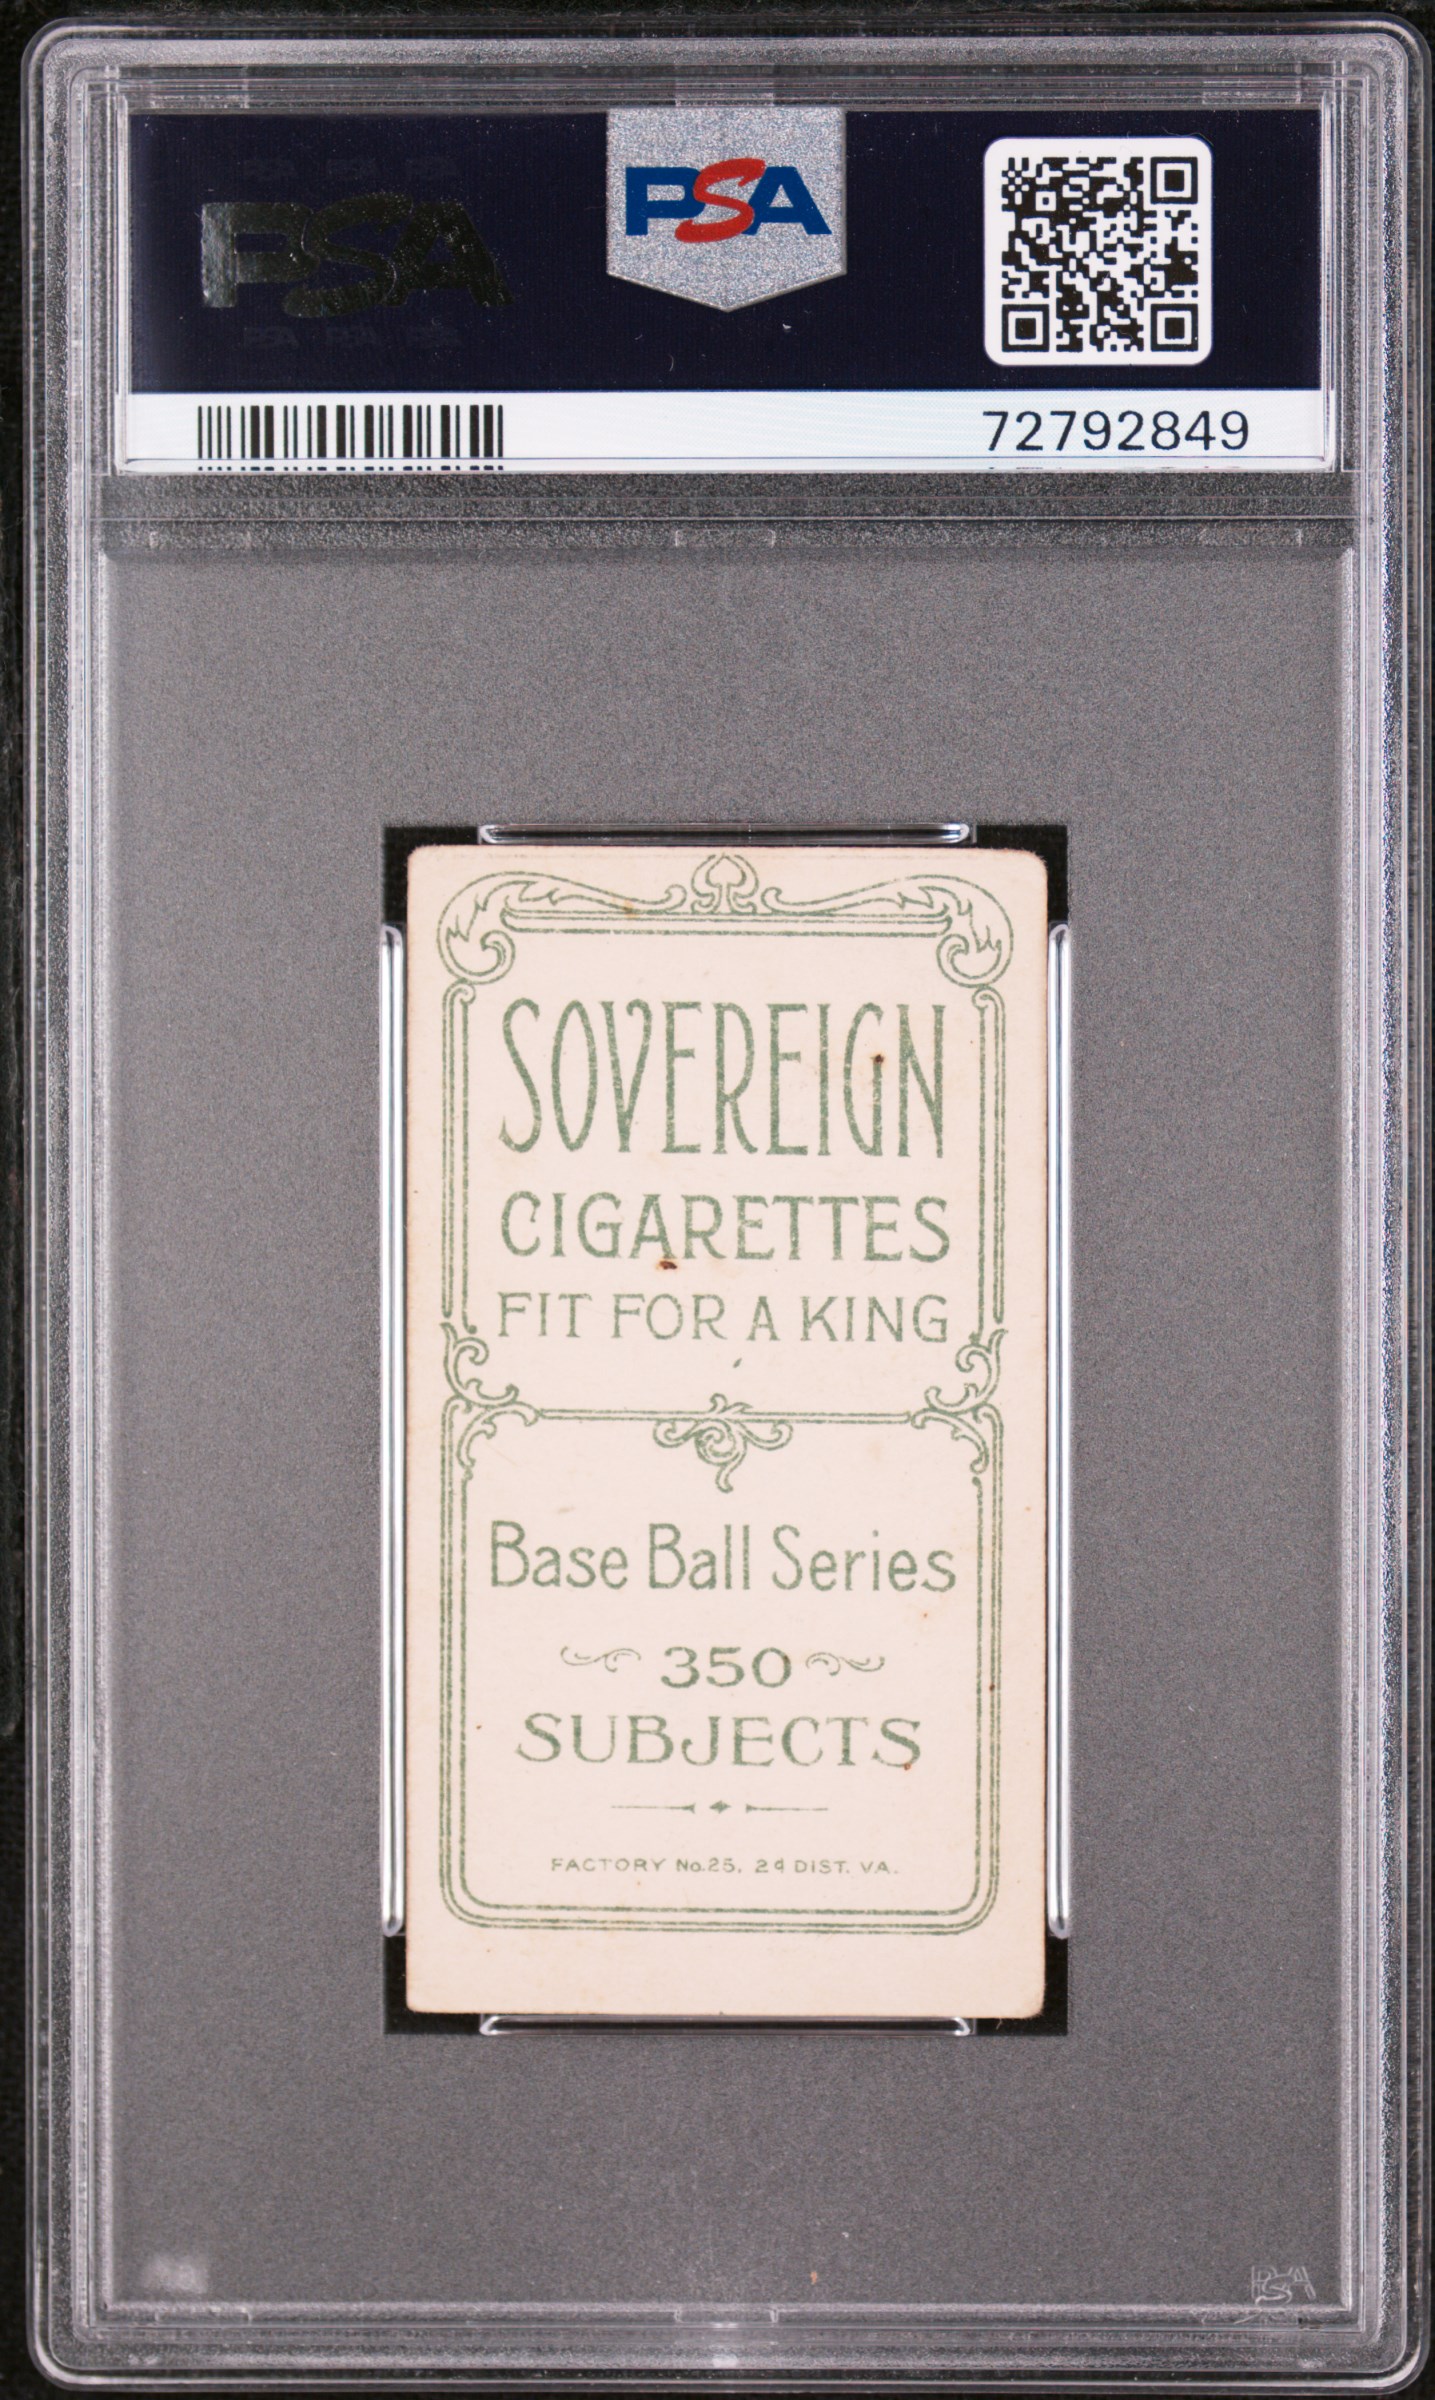 PSA
PSA
72792849
SOVEREIGN
CIGARETTES
FIT FOR A KING
Base Ball Series
350
SUBJECTS
FACTORY No.25, 2d DIST. VA.
PSA